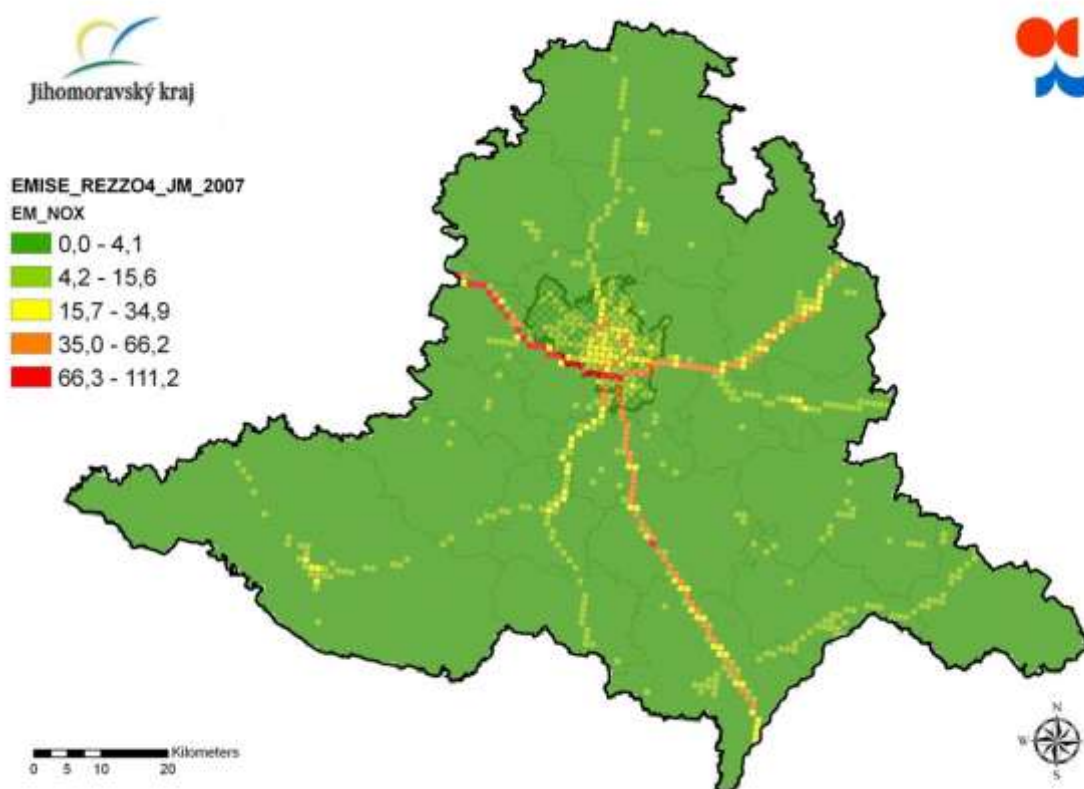 Jihomoravský kraj
EMISE_REZZO4_JM_2007
EM_NOX
0,0 - 4,1
4,2 - 15,6
15,7 - 34,9
35,0 - 66,2
66,3 - 111,2
Kilometers
0 5 10 20
N
W E
S